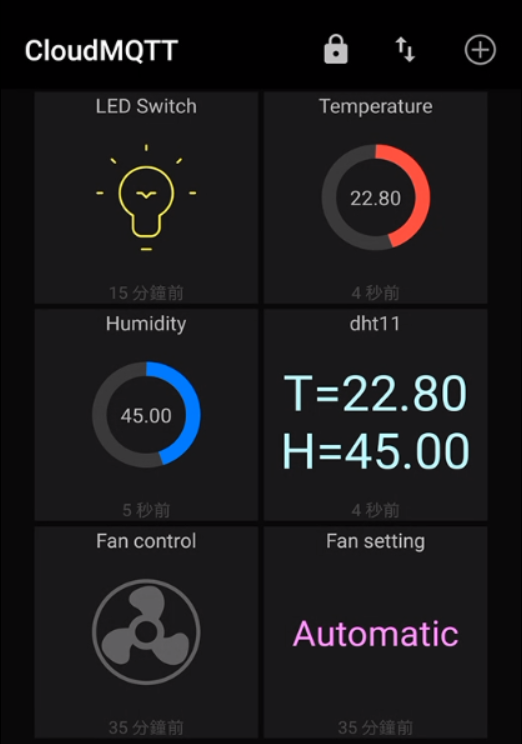 CloudMQTT
LED Switch
Temperature
22.80
15 分鐘前
4 秒前
Humidity
dht11
45.00
T=22.80
H=45.00
5 秒前
4 秒前
Fan control
Fan setting
Automatic
35 分鐘前
35 分鐘前